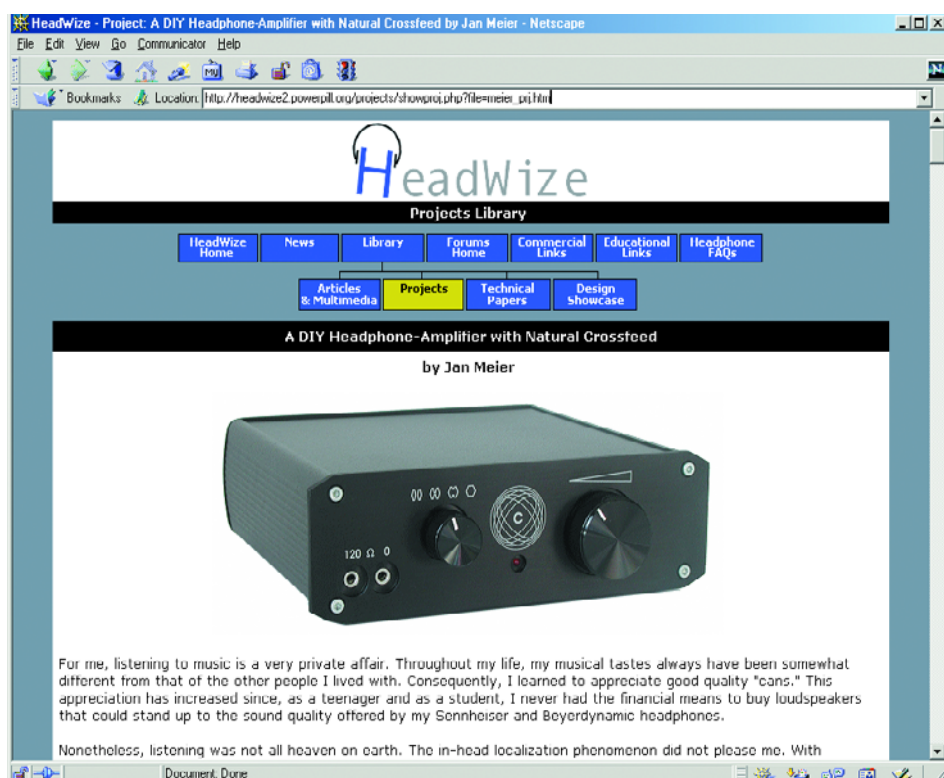 HeadWize - Project: A DIY Headphone-Amplifier with Natural Crossfeed by Jan Meier - Netscape
File Edit View Go Communicator Help
Bookmarks Location: http://headwize2.powerpill.org/projects/showproj.php?file=meier_prj.htm
HeadWize
Projects Library
HeadWize Home
News
Library
Forums Home
Commercial Links
Educational Links
Headphone FAQs
Articles & Multimedia
Projects
Technical Papers
Design Showcase
A DIY Headphone-Amplifier with Natural Crossfeed
by Jan Meier
C
120 Ω 0
For me, listening to music is a very private affair. Throughout my life, my musical tastes always have been somewhat
different from that of the other people I lived with. Consequently, I learned to appreciate good quality "cans." This
appreciation has increased since, as a teenager and as a student, I never had the financial means to buy loudspeakers
that could stand up to the sound quality offered by my Sennheiser and Beyerdynamic headphones.
Nonetheless, listening was not all heaven on earth. The in-head localization phenomenon did not please me. With
Document: Done